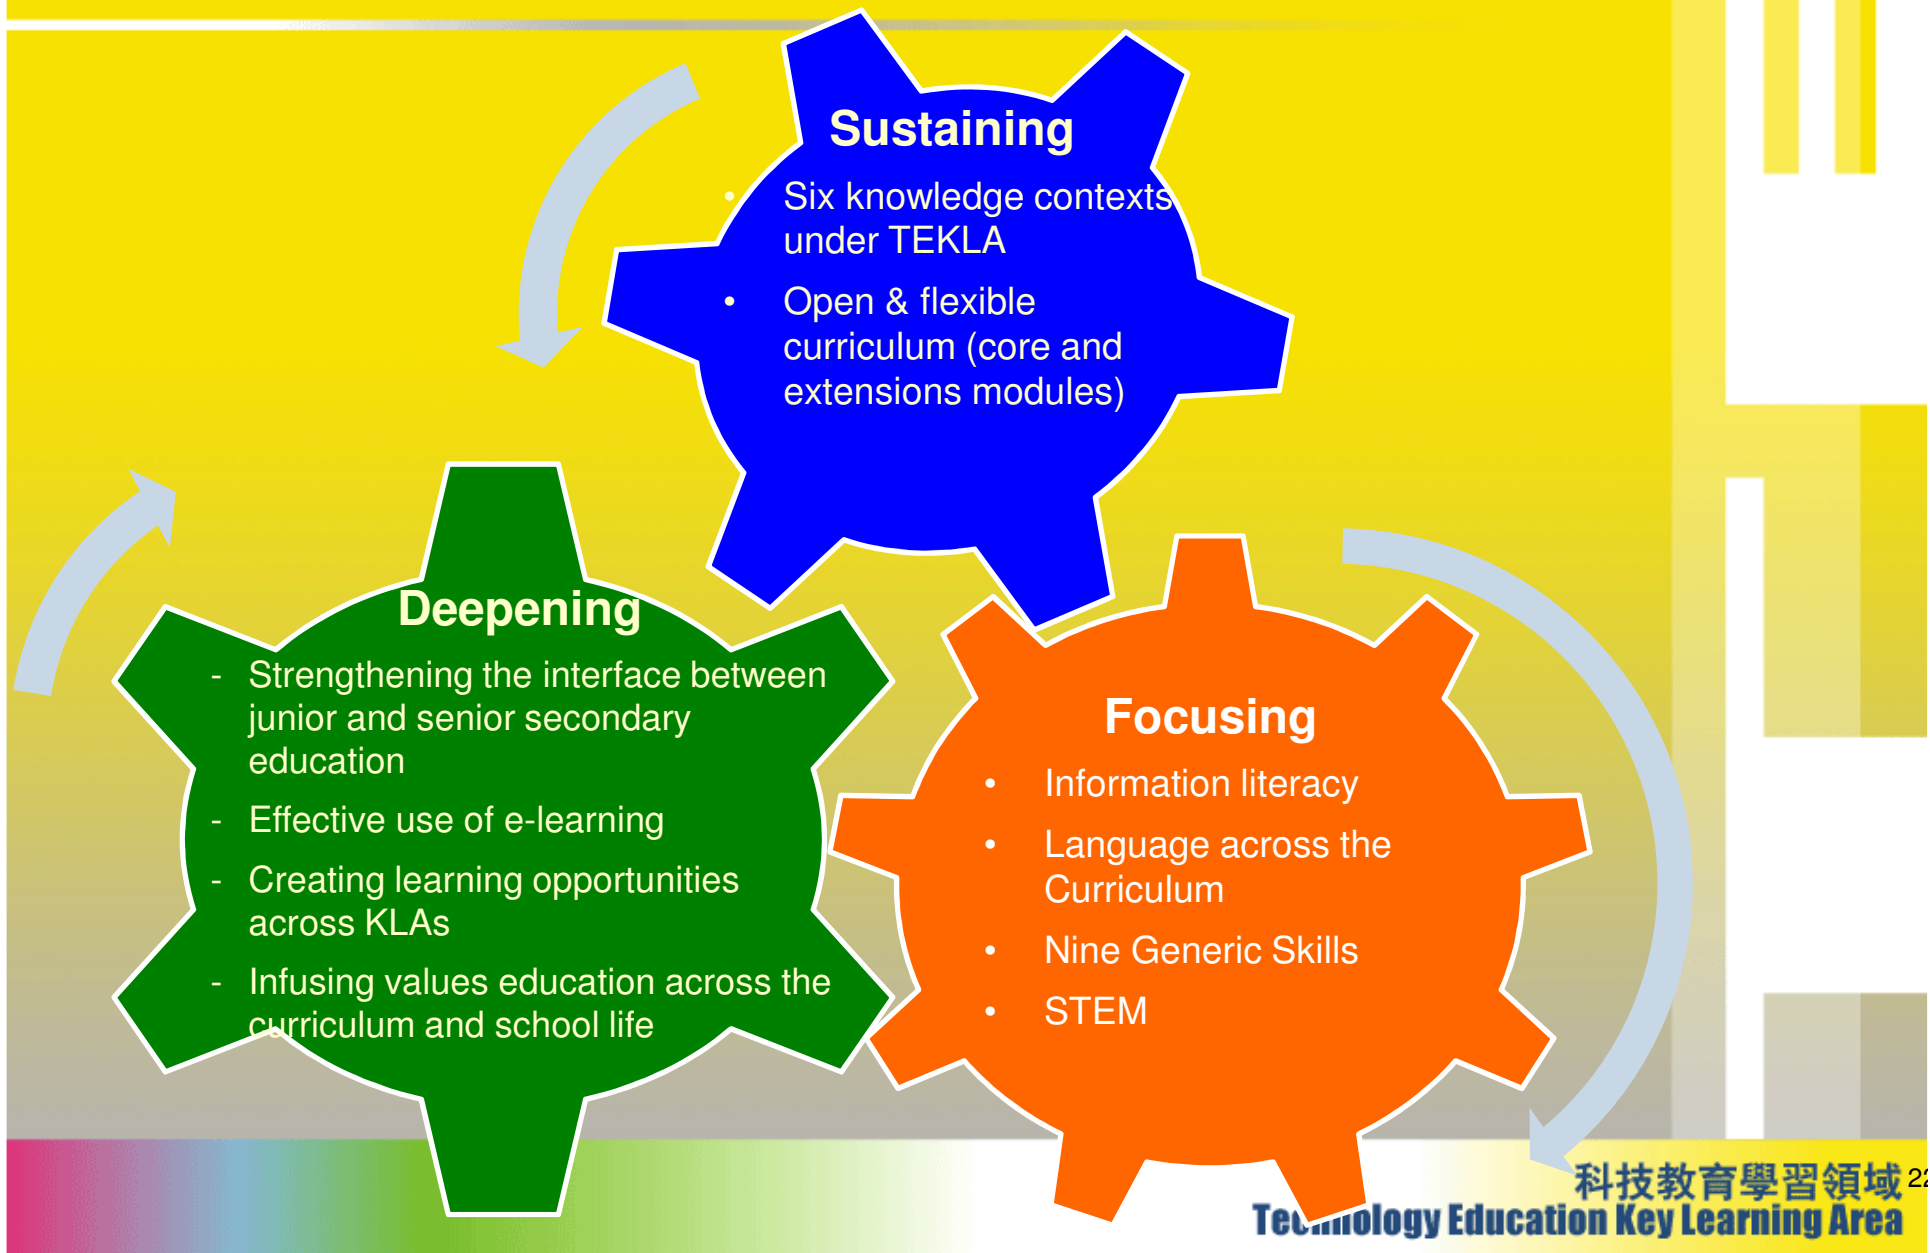 Sustaining
• Six knowledge contexts
under TEKLA
• Open & flexible
curriculum (core and
extensions modules)
Deepening
- Strengthening the interface between
junior and senior secondary
education
- Effective use of e-learning
- Creating learning opportunities
across KLAs
- Infusing values education across the
curriculum and school life
Focusing
• Information literacy
• Language across the
Curriculum
• Nine Generic Skills
• STEM
科技教育學習領域
Technology Education Key Learning Area
22